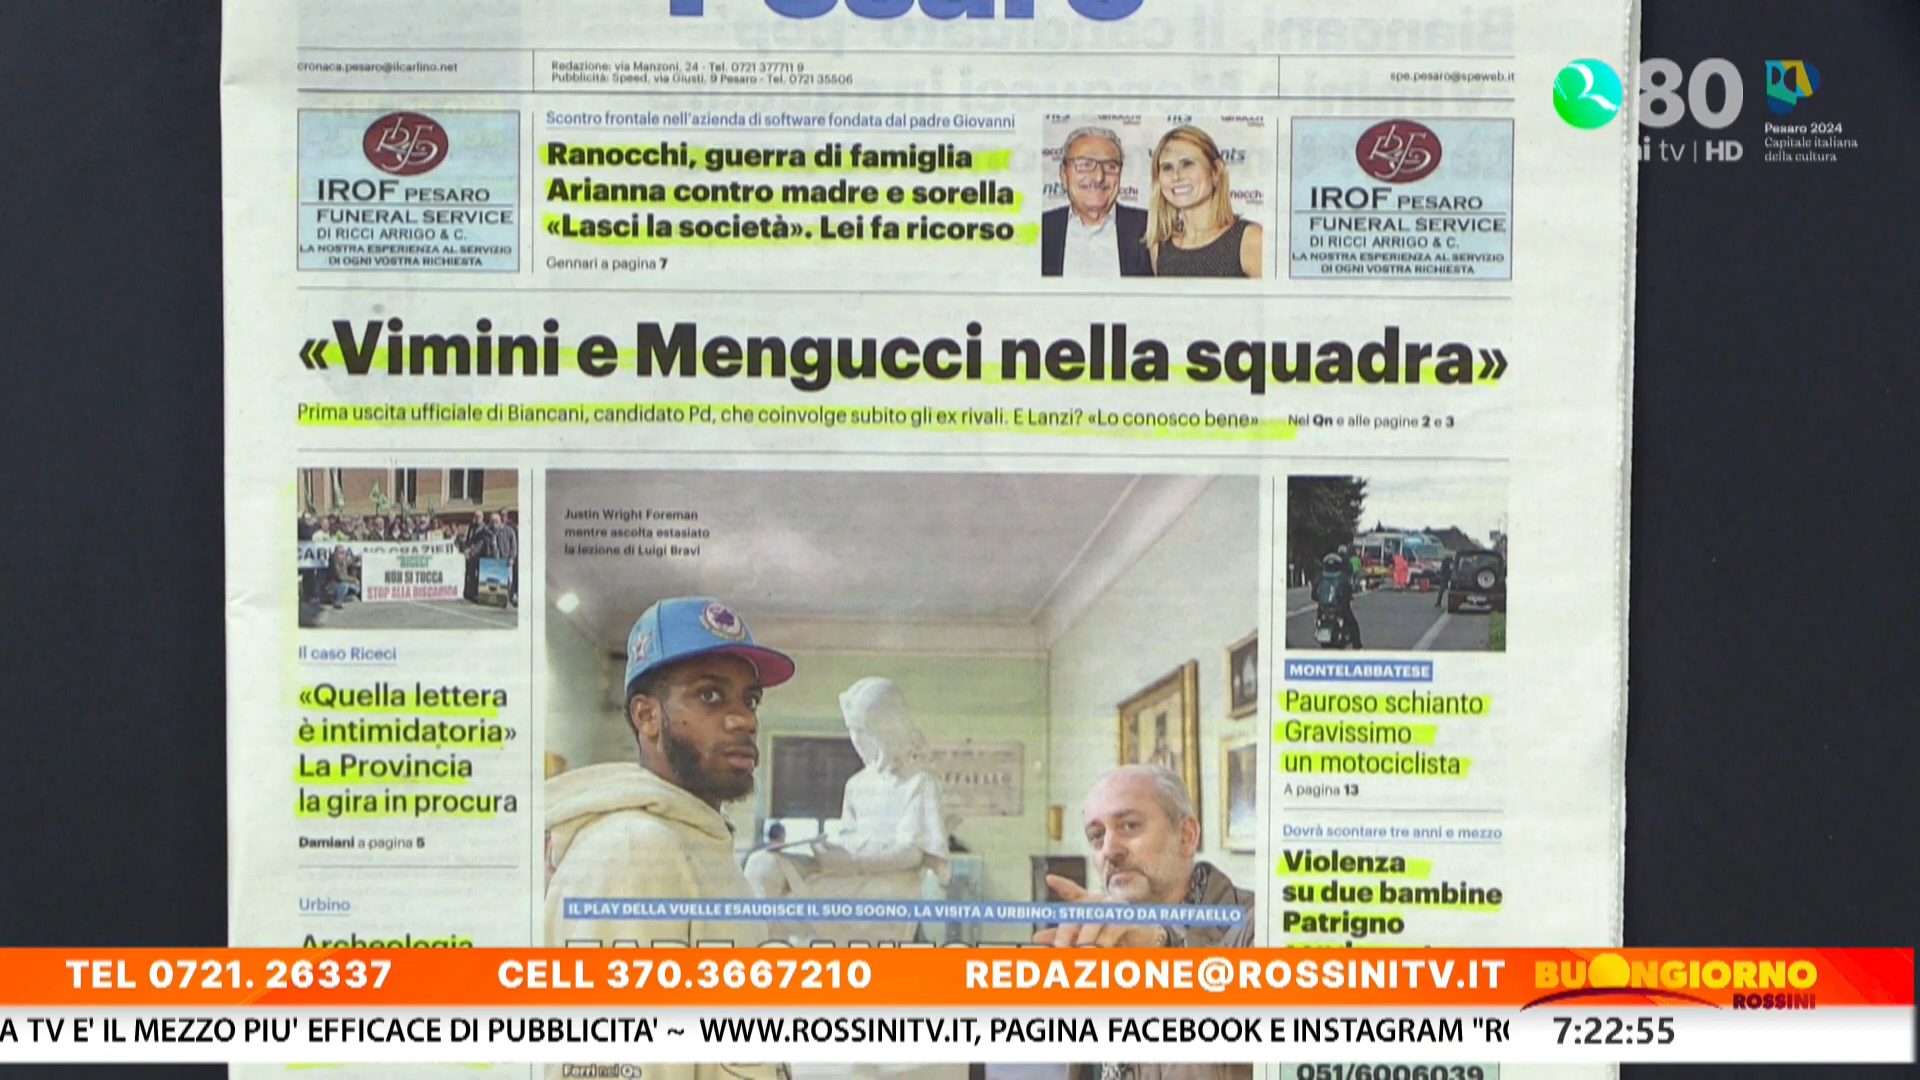 Pesaro
cronaca.pesaro@ilcarlino.net
Redazione: via Manzoni, 24 - Tel. 0721 377711 9
Pubblicità: Speed, via Giusti, 9 Pesaro - Tel. 0721 35506
spe.pesaro@speweb.it
80
tv | HD
Pesaro 2024
Capitale italiana
della cultura
IROF PESARO
FUNERAL SERVICE
DI RICCI ARRIGO & C.
LA NOSTRA ESPERIENZA AL SERVIZIO
DI OGNI VOSTRA RICHIESTA
Scontro frontale nell'azienda di software fondata dal padre Giovanni
Ranocchi, guerra di famiglia
Arianna contro madre e sorella
«Lasci la società». Lei fa ricorso
Gennari a pagina 7
IROF PESARO
FUNERAL SERVICE
DI RICCI ARRIGO & C.
LA NOSTRA ESPERIENZA AL SERVIZIO
DI OGNI VOSTRA RICHIESTA
«Vimini e Mengucci nella squadra»
Prima uscita ufficiale di Biancani, candidato Pd, che coinvolge subito gli ex rivali. E Lanzi? «Lo conosco bene»
Nel Qn e alle pagine 2 e 3
NON SI TOCCA
STOP ALLA DISCARICA
Il caso Riceci
«Quella lettera
è intimidatoria»
La Provincia
la gira in procura
Damiani a pagina 5
Urbino
Archeologia
Justin Wright Foreman
mentre ascolta estasiato
la lezione di Luigi Bravi
IL PLAY DELLA VUELLE ESAUDISCE IL SUO SOGNO, LA VISITA A URBINO: STREGATO DA RAFFAELLO
Ferri nel Qs
MONTELABBATESE
Pauroso schianto
Gravissimo
un motociclista
A pagina 13
Dovrà scontare tre anni e mezzo
Violenza
su due bambine
Patrigno
051/6006039
TEL 0721. 26337
CELL 370.3667210
REDAZIONE@ROSSINITV.IT
BUONGIORNO
ROSSINI
A TV E' IL MEZZO PIU' EFFICACE DI PUBBLICITA' ~ WWW.ROSSINITV.IT, PAGINA FACEBOOK E INSTAGRAM "RO
7:22:55